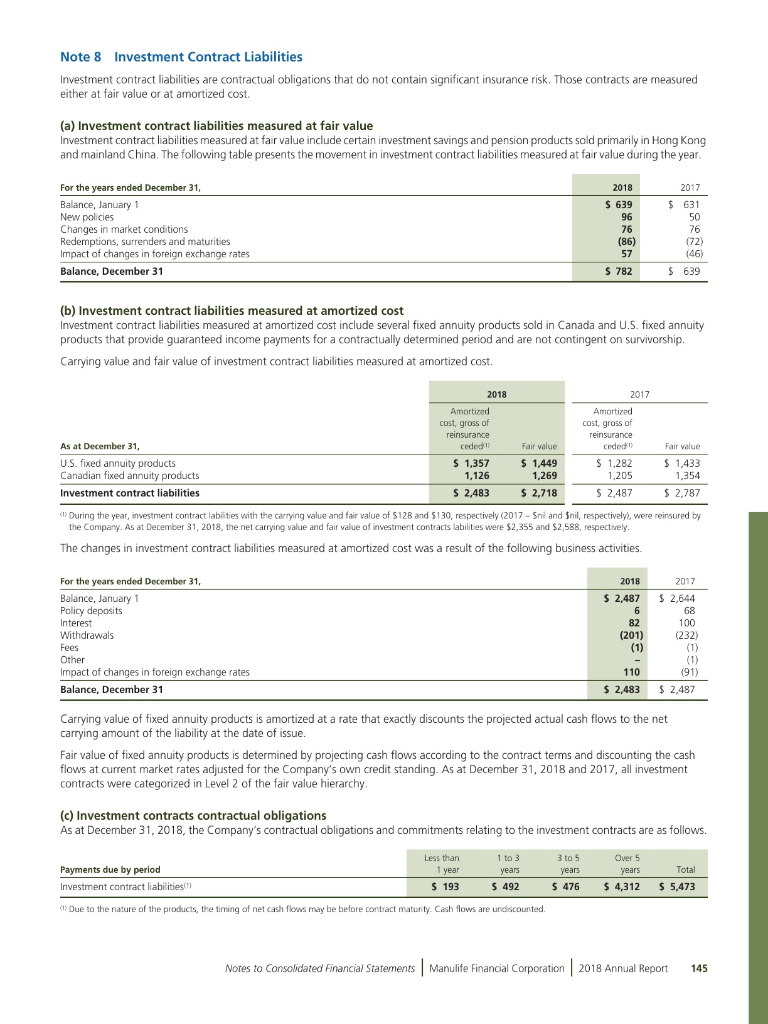 Note 8 Investment Contract Liabilities
Investment contract liabilities are contractual obligations that do not contain significant insurance risk. Those contracts are measured
either at fair value or at amortized cost.
(a) Investment contract liabilities measured at fair value
Investment contract liabilities measured at fair value include certain investment savings and pension products sold primarily in Hong Kong
and mainland China. The following table presents the movement in investment contract liabilities measured at fair value during the year.
For the years ended December 31, 2018 2017
Balance, January 1 $ 639 $ 631
New policies 96 50
Changes in market conditions 76 76
Redemptions, surrenders and maturities (86) (72)
Impact of changes in foreign exchange rates 57 (46)
Balance, December 31 $ 782 $ 639
(b) Investment contract liabilities measured at amortized cost
Investment contract liabilities measured at amortized cost include several fixed annuity products sold in Canada and U.S. fixed annuity
products that provide guaranteed income payments for a contractually determined period and are not contingent on survivorship.
Carrying value and fair value of investment contract liabilities measured at amortized cost.
2018 2017
Amortized Amortized
cost, gross of cost, gross of
reinsurance reinsurance
As at December 31, ceded(1) Fair value ceded(1) Fair value
U.S. fixed annuity products $ 1,357 $ 1,449 $ 1,282 $ 1,433
Canadian fixed annuity products 1,126 1,269 1,205 1,354
Investment contract liabilities $ 2,483 $ 2,718 $ 2,487 $ 2,787
(1) During the year, investment contract labilities with the carrying value and fair value of $128 and $130, respectively (2017 – $nil and $nil, respectively), were reinsured by
the Company. As at December 31, 2018, the net carrying value and fair value of investment contracts labilities were $2,355 and $2,588, respectively.
The changes in investment contract liabilities measured at amortized cost was a result of the following business activities.
For the years ended December 31, 2018 2017
Balance, January 1 $ 2,487 $ 2,644
Policy deposits 6 68
Interest 82 100
Withdrawals (201) (232)
Fees (1) (1)
Other – (1)
Impact of changes in foreign exchange rates 110 (91)
Balance, December 31 $ 2,483 $ 2,487
Carrying value of fixed annuity products is amortized at a rate that exactly discounts the projected actual cash flows to the net
carrying amount of the liability at the date of issue.
Fair value of fixed annuity products is determined by projecting cash flows according to the contract terms and discounting the cash
flows at current market rates adjusted for the Company's own credit standing. As at December 31, 2018 and 2017, all investment
contracts were categorized in Level 2 of the fair value hierarchy.
(c) Investment contracts contractual obligations
As at December 31, 2018, the Company's contractual obligations and commitments relating to the investment contracts are as follows.
Less than 1 to 3 3 to 5 Over 5
Payments due by period 1 year years years years Total
Investment contract liabilities(1) $ 193 $ 492 $ 476 $ 4,312 $ 5,473
(1) Due to the nature of the products, the timing of net cash flows may be before contract maturity. Cash flows are undiscounted.
Notes to Consolidated Financial Statements | Manulife Financial Corporation | 2018 Annual Report 145